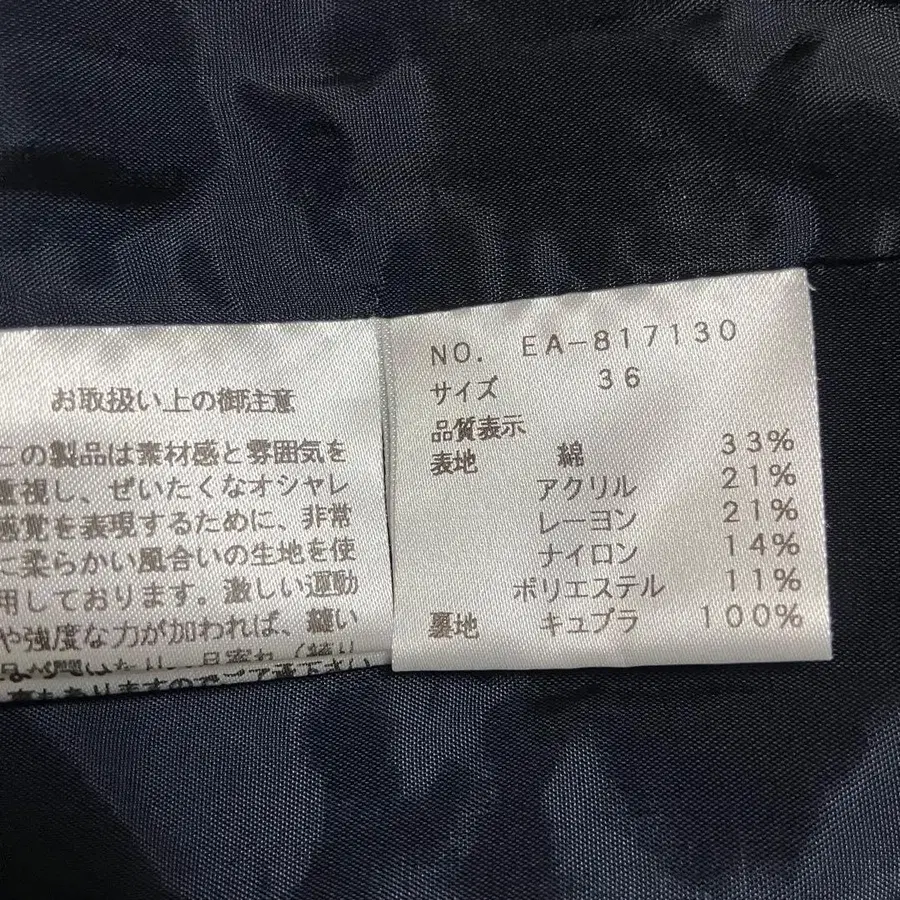 お取扱い上の御注意
この製品は素材感と雰囲気を
重視し、ぜいたくなオシャレ
感覚を表現するために、非常
に柔らかい風合いの生地を使
用しております。激しい運動
や強度な力が加われば、縫い
NO. EA-817130
サイズ 36
品質表示
表地 綿 33%
アクリル 21%
レーヨン 21%
ナイロン 14%
ポリエステル 11%
裏地 キュプラ 100%